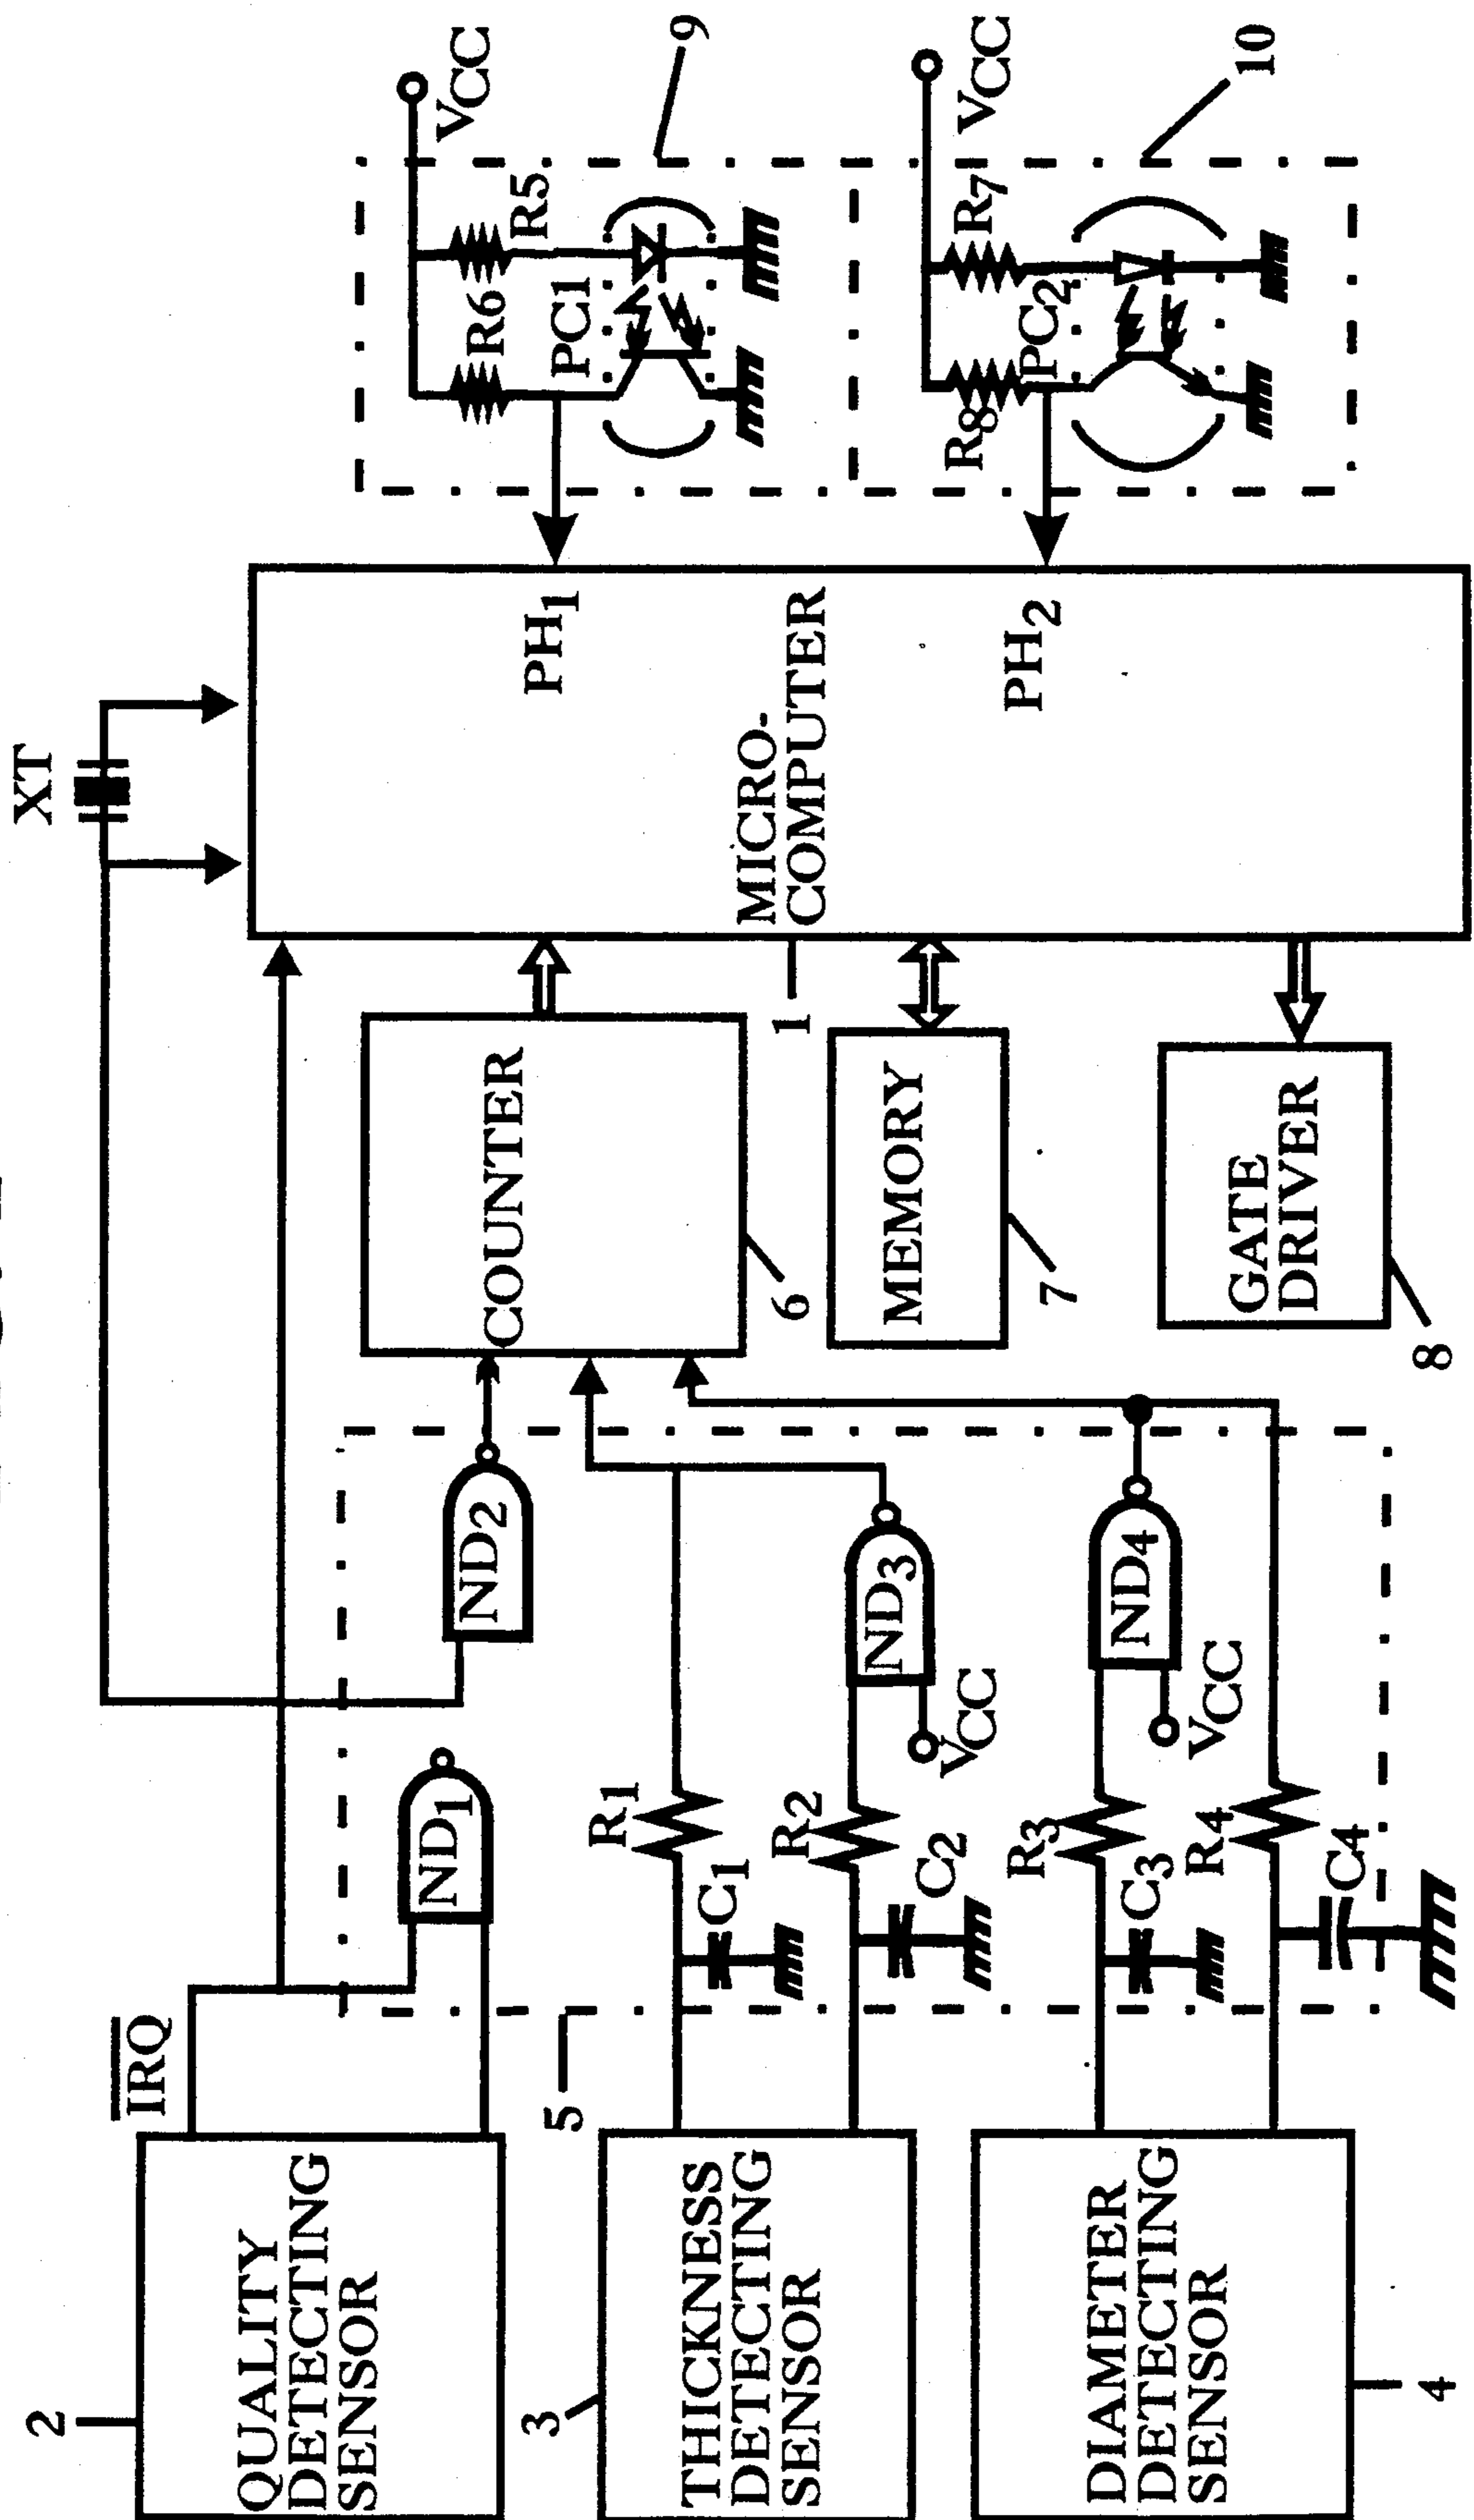 2
QUALITY
DETECTING
SENSOR
IRQ
ND1
ND2
XT
3
THICKNESS
DETECTING
SENSOR
5
R1
C1
R2
C2
ND3
VCC
4
DIAMETER
DETECTING
SENSOR
R3
C3
R4
C4
ND4
VCC
COUNTER
6
MEMORY
7
GATE
DRIVER
8
1
MICRO-
COMPUTER
PH1
PH2
R6
R5
PC1
VCC
9
R8
R7
PC2
VCC
10